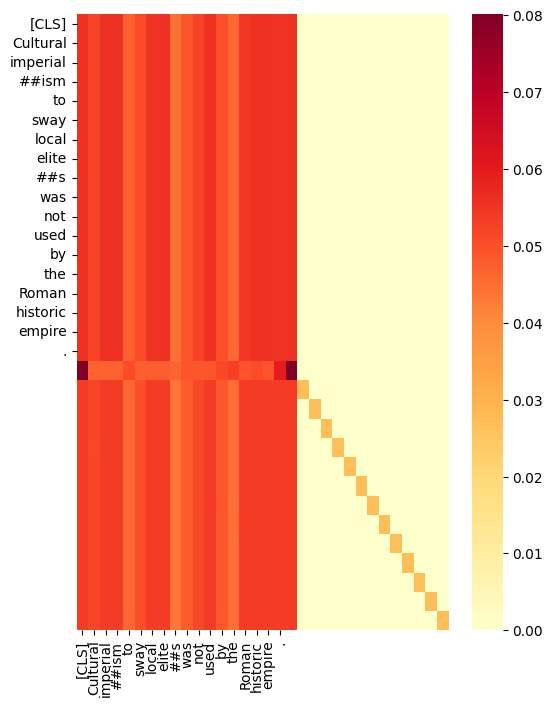 [CLS]
Cultural
imperial
##ism
to
sway
local
elite
##s
was
not
used
by
the
Roman
historic
empire
.
0.08
0.07
0.06
0.05
0.04
0.03
0.02
0.01
0.00
[CLS]
Cultural
imperial
##ism
to
sway
local
elite
##s
was
not
used
by
the
Roman
historic
empire
.